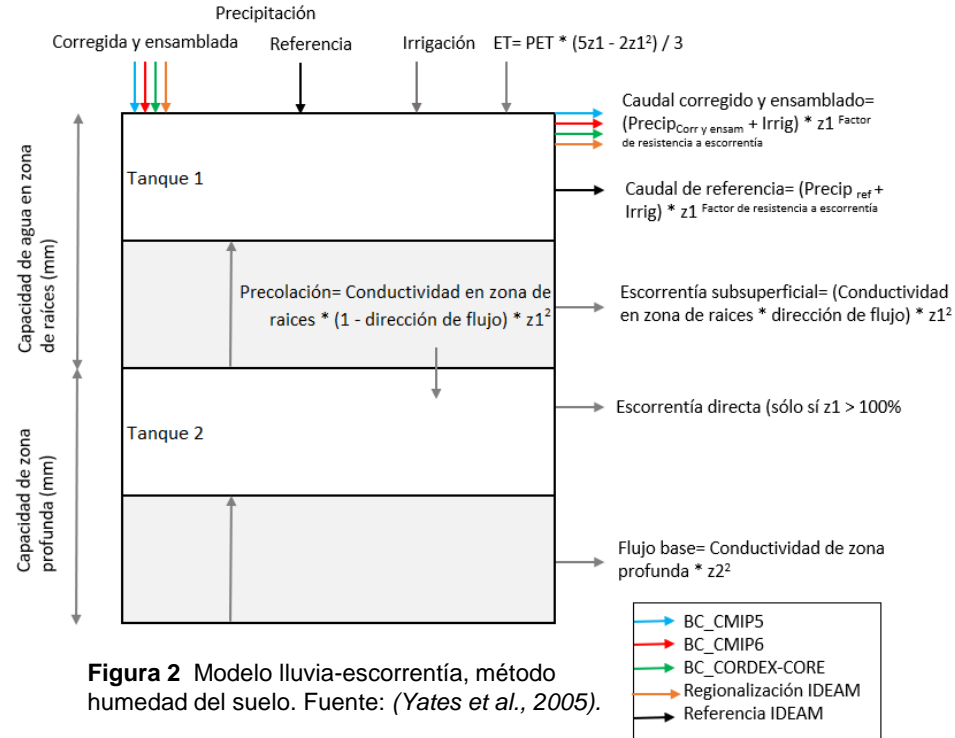 Precipitación
Corregida y ensamblada
Referencia
Irrigación
ET= PET * (5z1 - 2z1²) / 3
Caudal corregido y ensamblado=
(Precip Corr y ensam + Irrig) * z1 Factor
de resistencia a escorrentía
Tanque 1
Caudal de referencia= (Precip ref +
Irrig) * z1 Factor de resistencia a escorrentía
Capacidad de agua en zona
de raíces (mm)
Precolación= Conductividad en zona de
raices * (1 - dirección de flujo) * z1²
Escorrentía subsuperficial= (Conductividad
en zona de raices * dirección de flujo) * z1²
Escorrentía directa (sólo sí z1 > 100%
Tanque 2
Capacidad de zona
profunda (mm)
Flujo base= Conductividad de zona
profunda * z2²
BC_CMIP5
BC_CMIP6
BC_CORDEX-CORE
Regionalización IDEAM
Referencia IDEAM
Figura 2 Modelo lluvia-escorrentía, método
humedad del suelo. Fuente: (Yates et al., 2005).